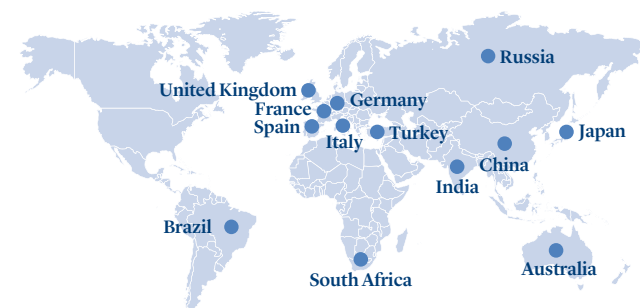 Russia
United Kingdom
Germany
France
Spain
Italy
Turkey
Japan
China
India
Brazil
Australia
South Africa